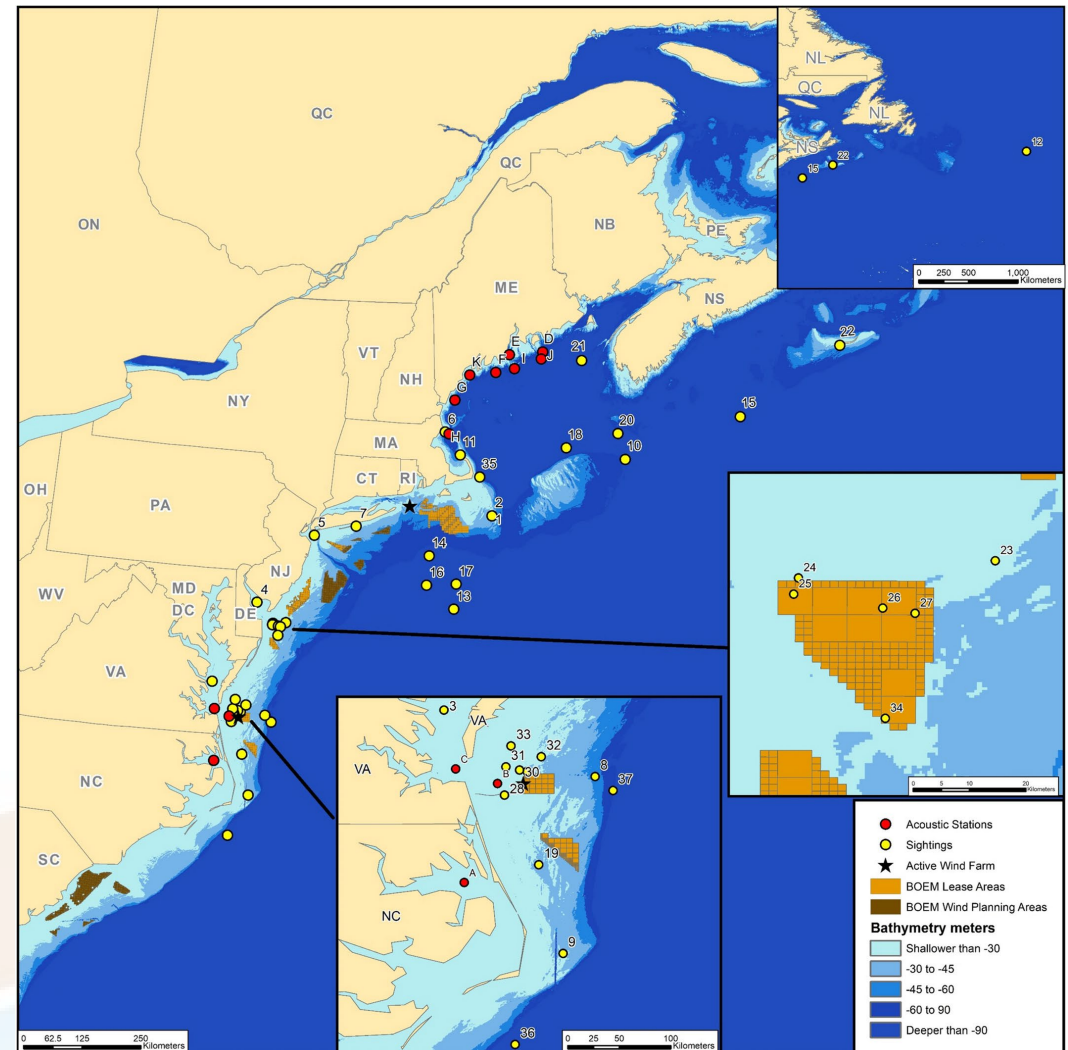 NL
QC
NL
NS
12
22
15
0 250 500 1,000
Kilometers
QC
QC
ON
NB
PE
ME
NS
22
E
D
J
21
K
F
I
VT
NH
G
NY
15
6
H
20
MA
11
18
10
35
CT
RI
OH
PA
2
1
7
5
14
NJ
16
17
4
13
MD
WV
DC
DE
VA
NC
SC
0 62.5 125 250
Kilometers
23
24
25
26
27
34
0 5 10 20
Kilometers
3
VA
33
32
VA
C
31
8
B
30
37
28
19
A
NC
9
36
0 25 50 100
Kilometers
Acoustic Stations
Sightings
Active Wind Farm
BOEM Lease Areas
BOEM Wind Planning Areas
Bathymetry meters
Shallower than -30
-30 to -45
-45 to -60
-60 to 90
Deeper than -90